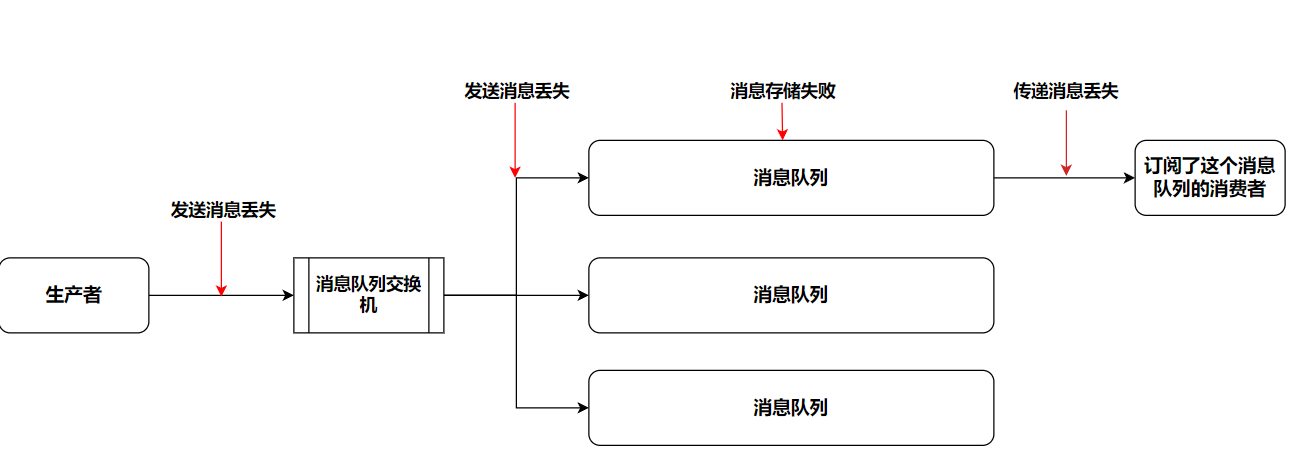 发送消息丢失
消息存储失败
传递消息丢失
消息队列
订阅了这个消息
队列的消费者
发送消息丢失
生产者
消息队列交换
机
消息队列
消息队列